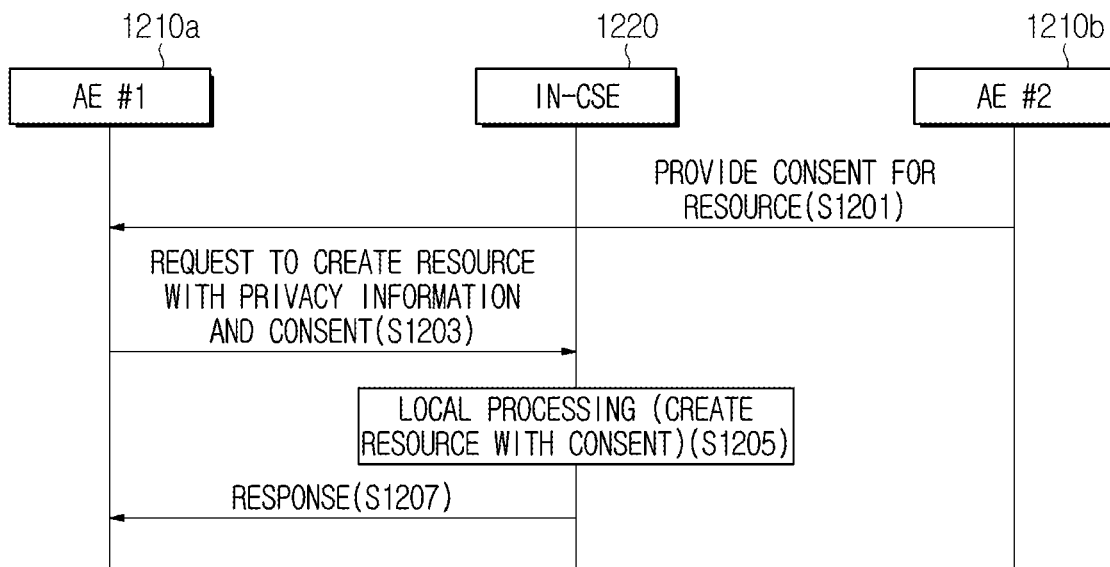 1210a
1220
1210b
AE #1
IN-CSE
AE #2
PROVIDE CONSENT FOR
RESOURCE(S1201)
REQUEST TO CREATE RESOURCE
WITH PRIVACY INFORMATION
AND CONSENT(S1203)
LOCAL PROCESSING (CREATE
RESOURCE WITH CONSENT)(S1205)
RESPONSE(S1207)